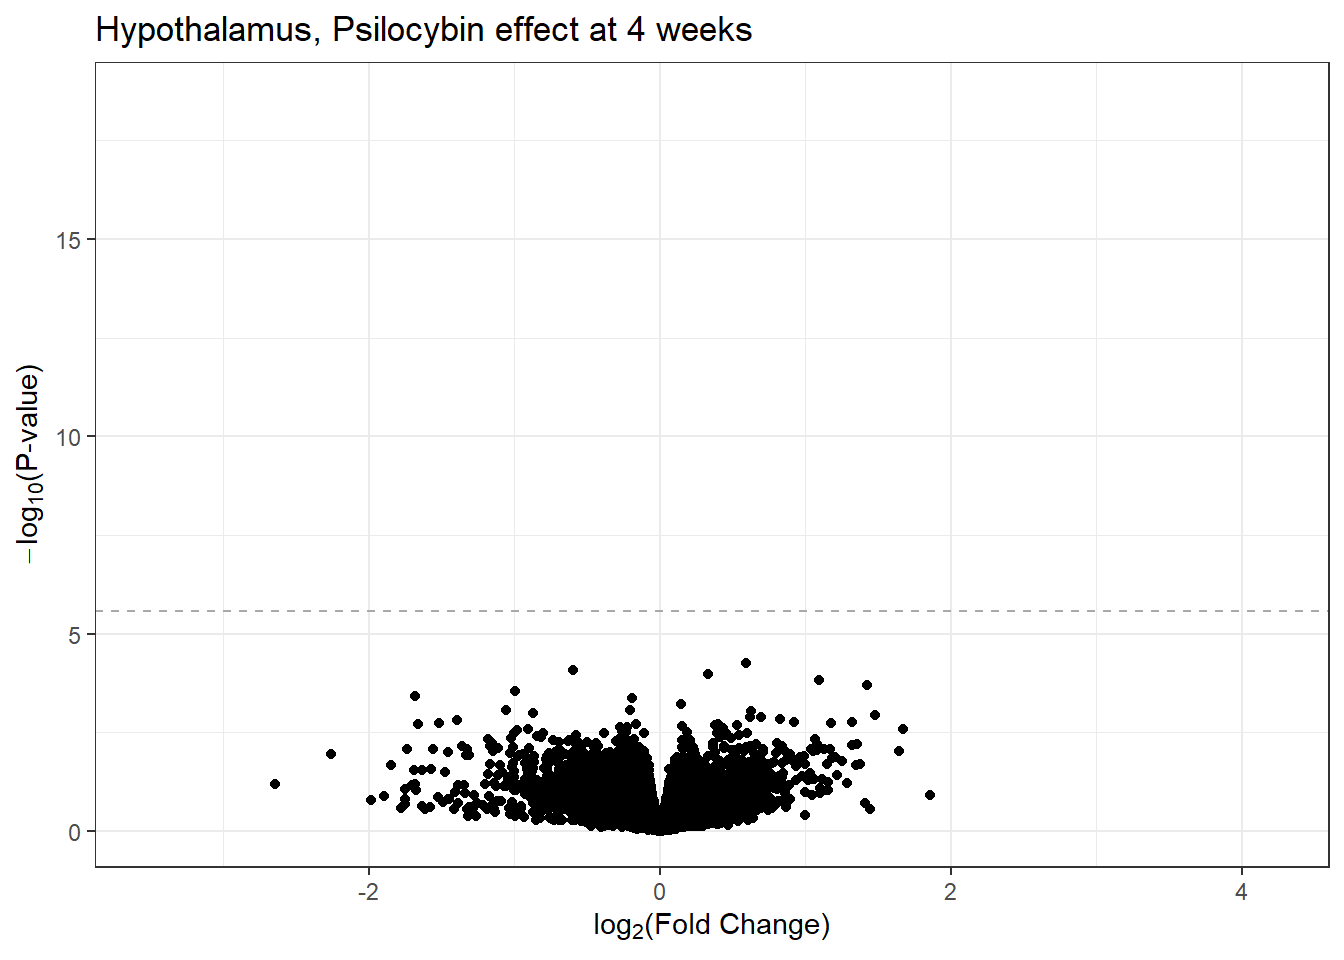 Hypothalamus, Psilocybin effect at 4 weeks
−log10(P-value)
15
10
5
0
-2
0
2
4
log2(Fold Change)